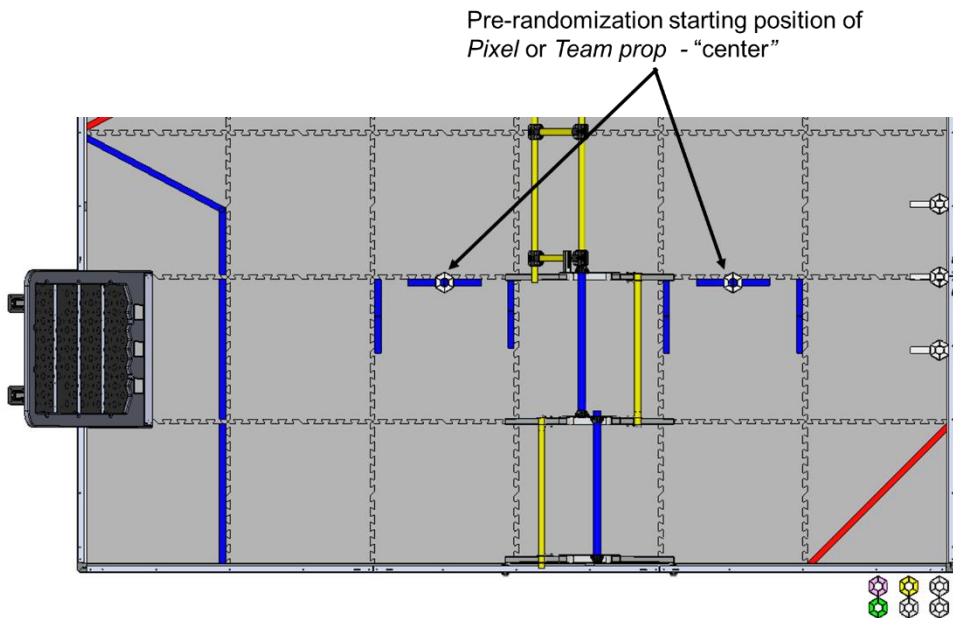 Pre-randomization starting position of
Pixel or Team prop - “center”